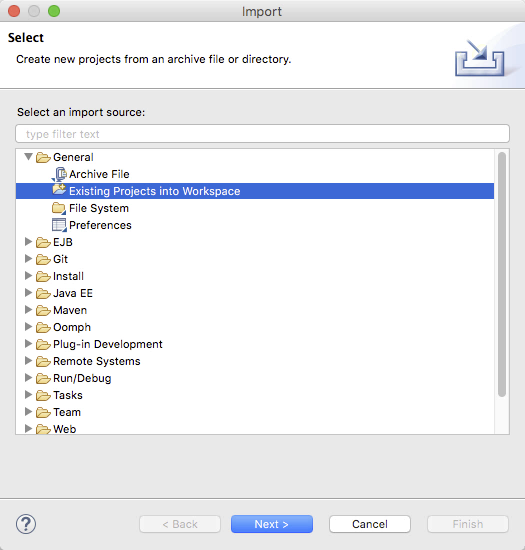 Import
Select
Create new projects from an archive file or directory.
Select an import source:
type filter text
General
Archive File
Existing Projects into Workspace
File System
Preferences
EJB
Git
Install
Java EE
Maven
Oomph
Plug-in Development
Remote Systems
Run/Debug
Tasks
Team
Web
?
< Back
Next >
Cancel
Finish